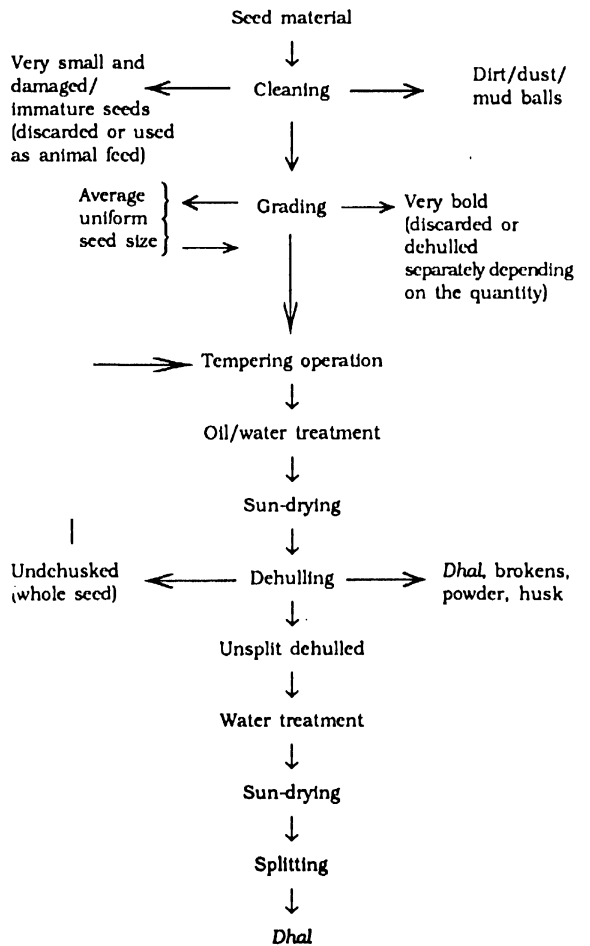 Seed material
Very small and
damaged/
immature seeds
(discarded or used
as animal feed)
Cleaning
Dirt/dust/
mud balls
Average
uniform
seed size
Grading
Very bold
(discarded or
dehulled
separately depending
on the quantity)
Tempering operation
Oil/water treatment
Sun-drying
Undchusked
(whole seed)
Dehulling
Dhal, brokens,
powder, husk
Unsplit dehulled
Water treatment
Sun-drying
Splitting
Dhal